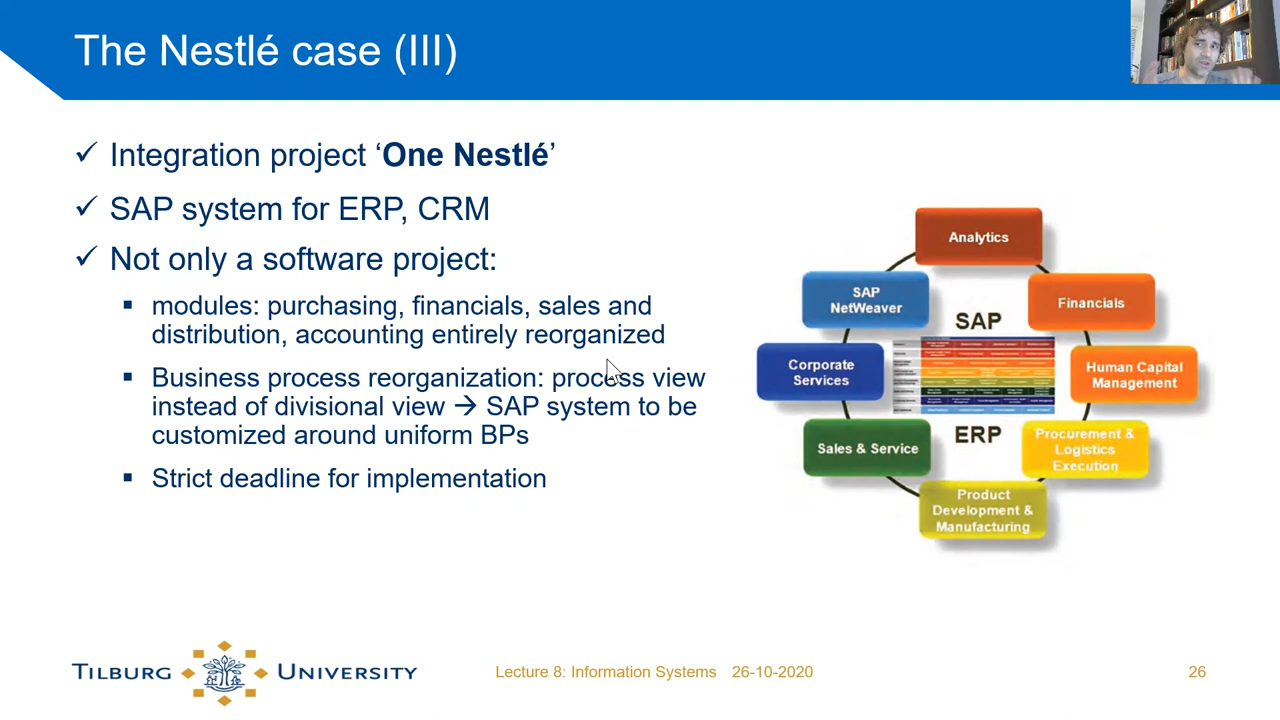 The Nestlé case (III)
✓ Integration project ‘One Nestlé’
✓ SAP system for ERP, CRM
✓ Not only a software project:
▪ modules: purchasing, financials, sales and
distribution, accounting entirely reorganized
▪ Business process reorganization: process view
instead of divisional view → SAP system to be
customized around uniform BPs
▪ Strict deadline for implementation
Analytics
SAP
NetWeaver
Financials
SAP
Corporate
Services
Human Capital
Management
Sales & Service
ERP
Procurement &
Logistics
Execution
Product
Development &
Manufacturing
TILBURG UNIVERSITY
Lecture 8: Information Systems 26-10-2020
26